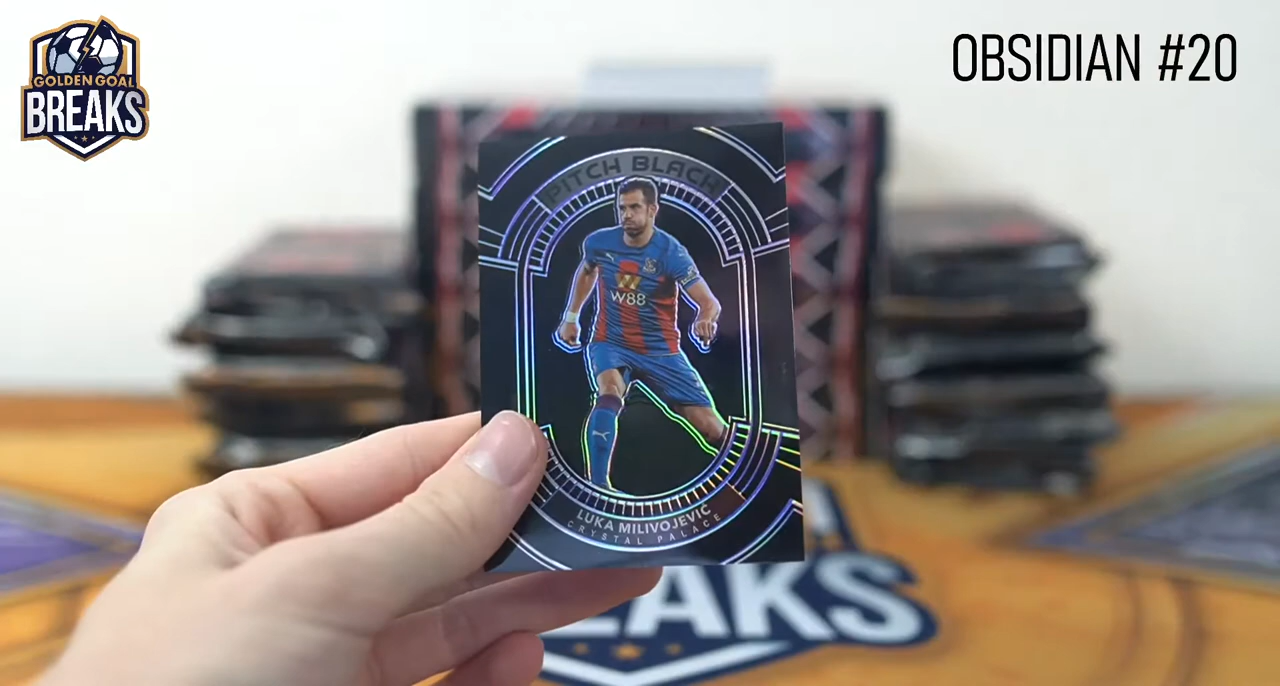 GOLDEN GOAL
BREAKS
OBSIDIAN #20
PITCH BLACK
W88
LUKA MILIVOJEVIC
CRYSTAL PALACE
EAKS